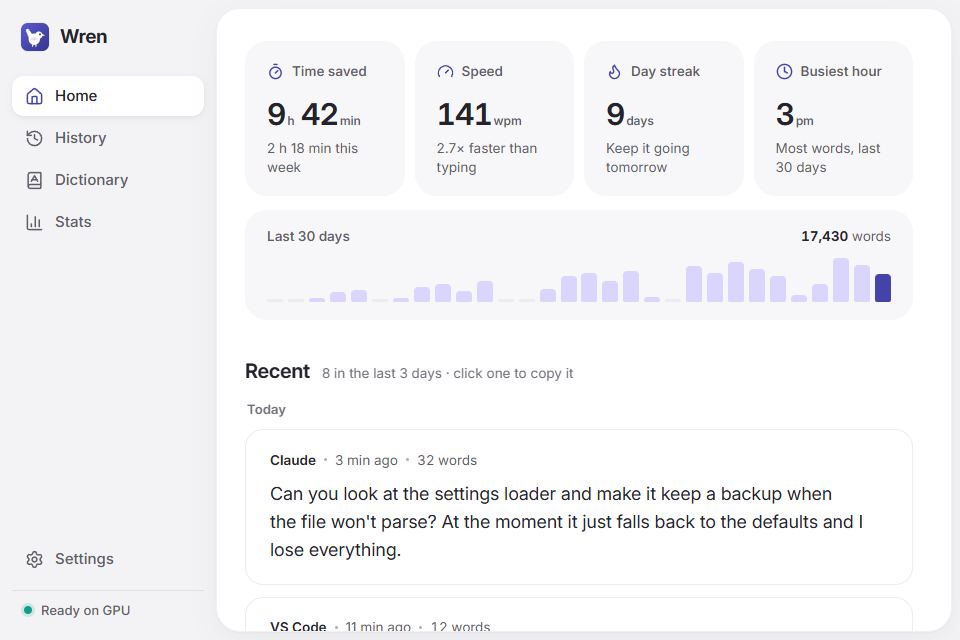 Wren
Home
History
Dictionary
Stats
Settings
Ready on GPU
Time saved
9 h 42 min
2 h 18 min this
week
Speed
141 wpm
2.7× faster than
typing
Day streak
9 days
Keep it going
tomorrow
Busiest hour
3 pm
Most words, last
30 days
Last 30 days
17,430 words
Recent 8 in the last 3 days · click one to copy it
Today
Claude • 3 min ago • 32 words
Can you look at the settings loader and make it keep a backup when
the file won't parse? At the moment it just falls back to the defaults and I
lose everything.
VS Code • 11 min ago • 12 words